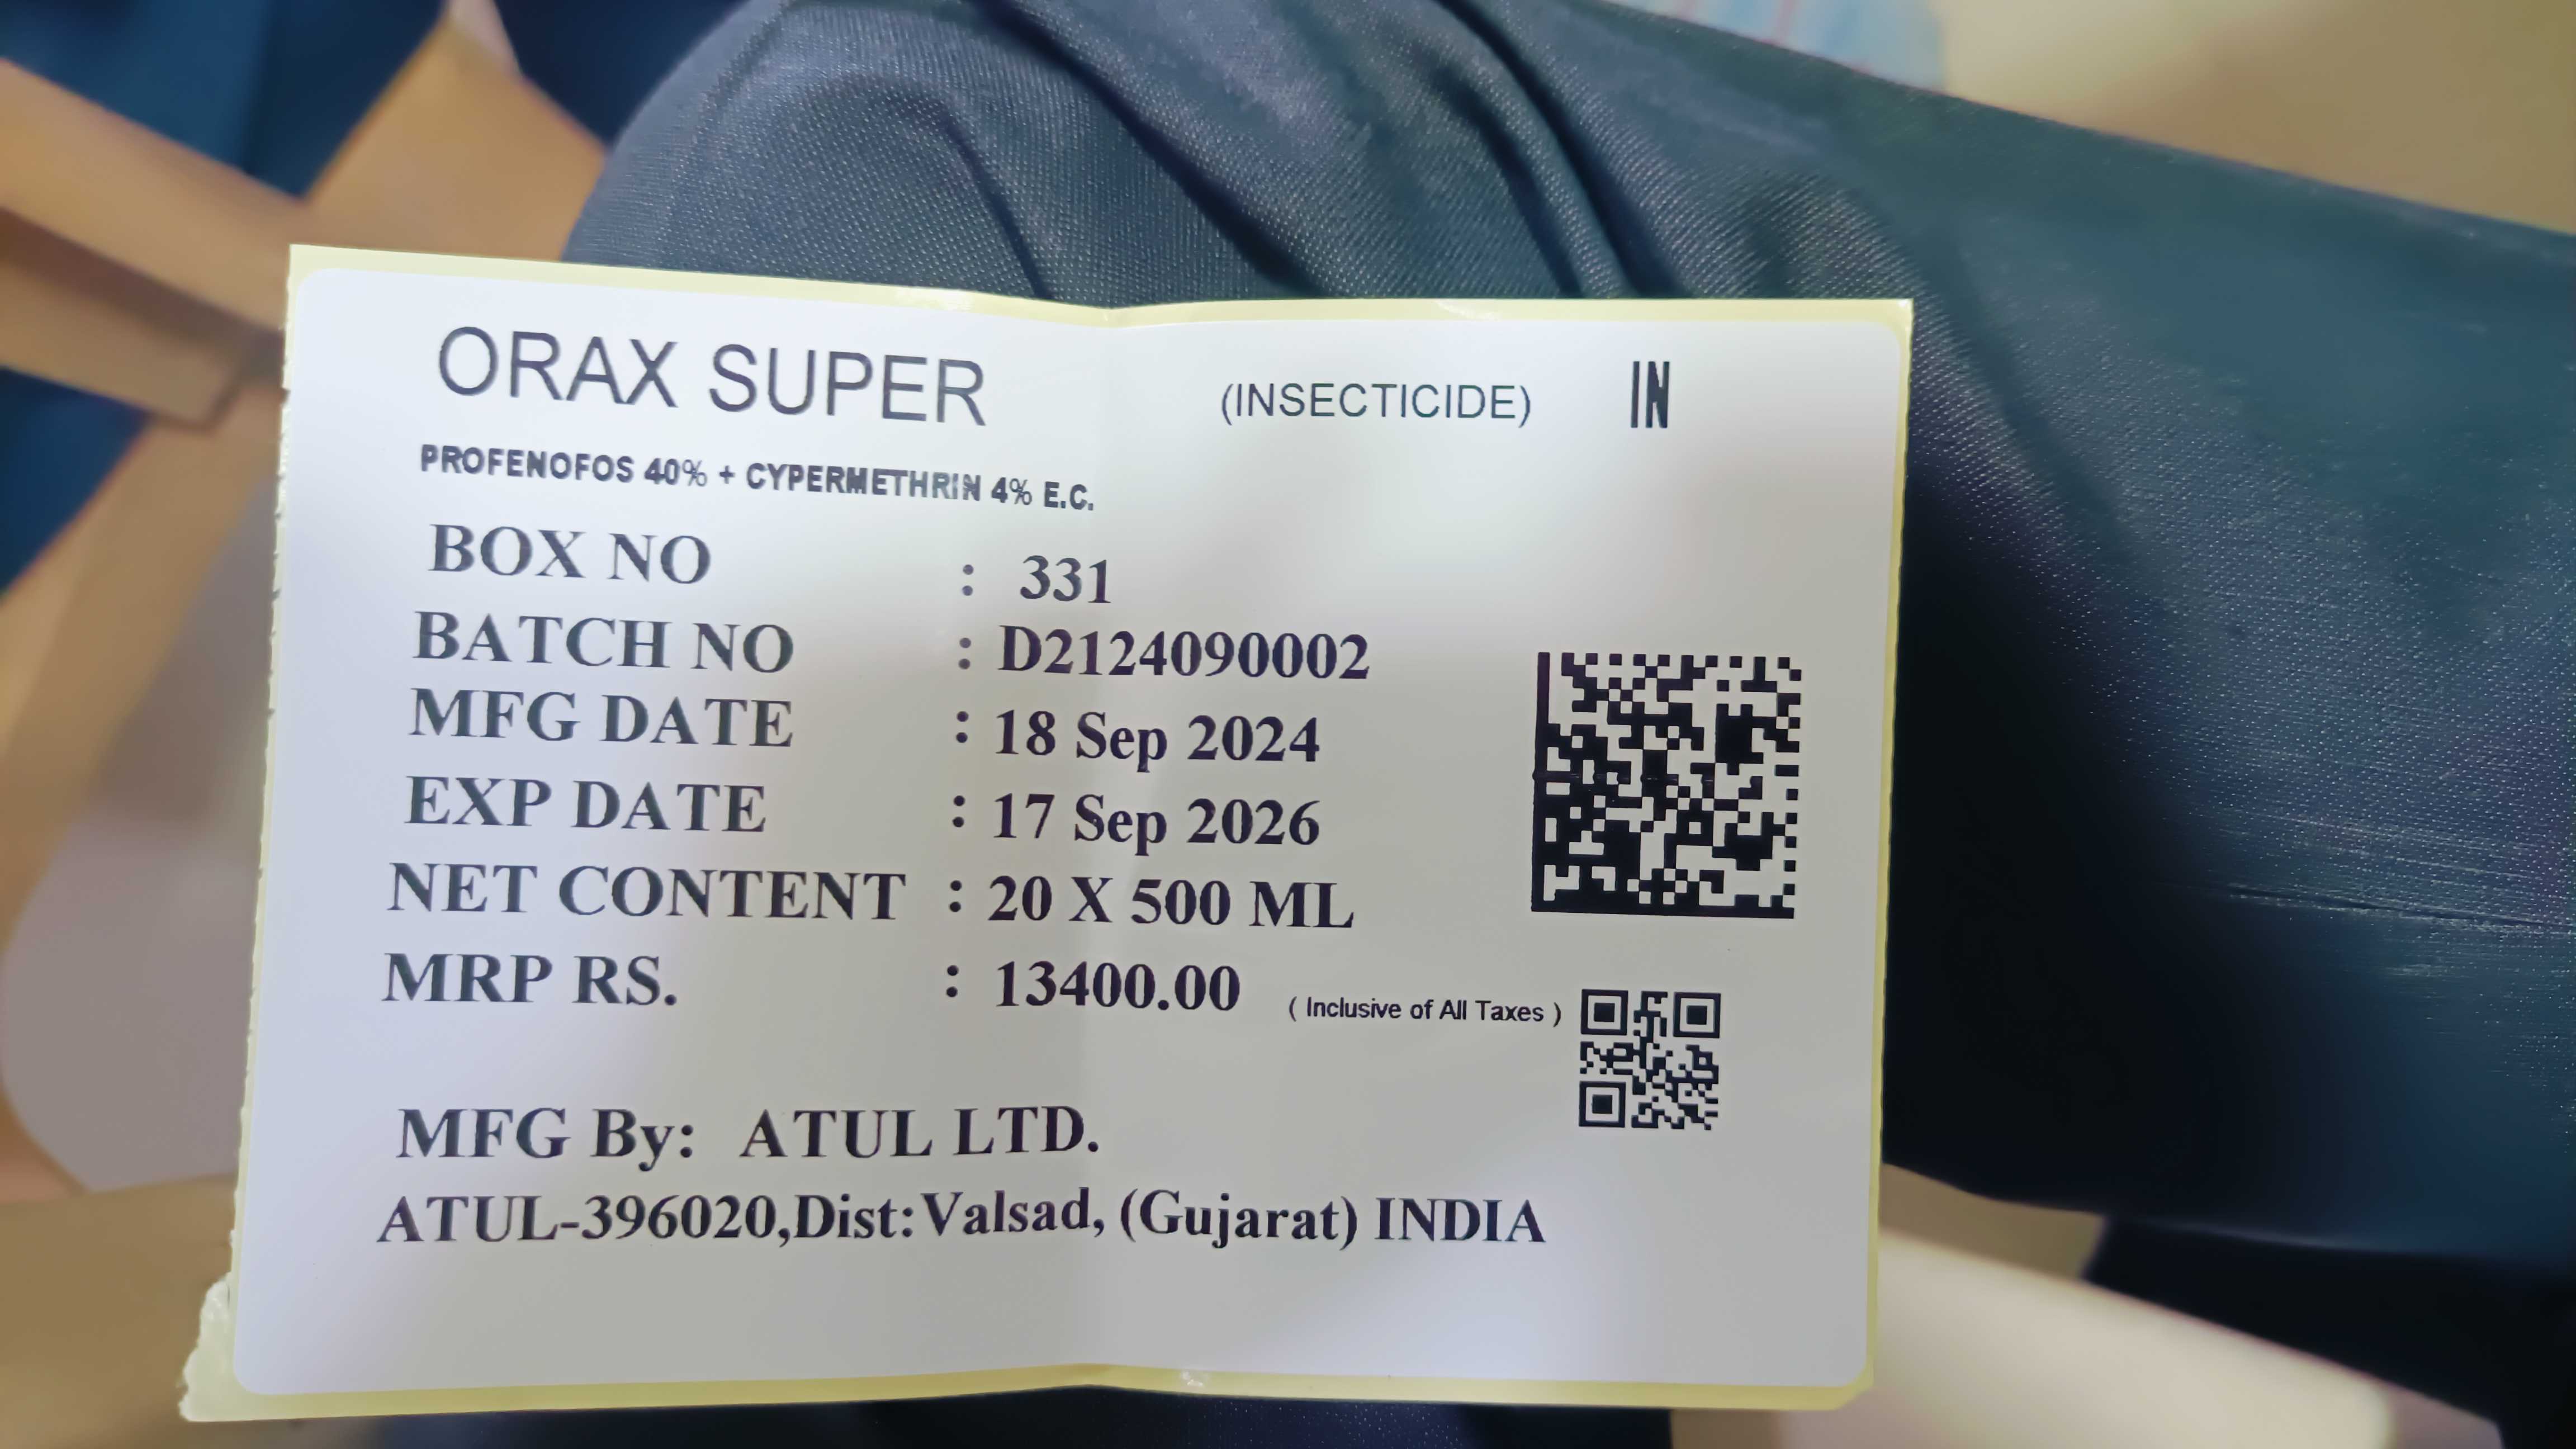 ORAX SUPER (INSECTICIDE) IN
PROFENOFOS 40% + CYPERMETHRIN 4% E.C.
BOX NO : 331
BATCH NO : D2124090002
MFG DATE : 18 Sep 2024
EXP DATE : 17 Sep 2026
NET CONTENT : 20 X 500 ML
MRP RS. : 13400.00 ( Inclusive of All Taxes )
MFG By: ATUL LTD.
ATUL-396020,Dist:Valsad, (Gujarat) INDIA